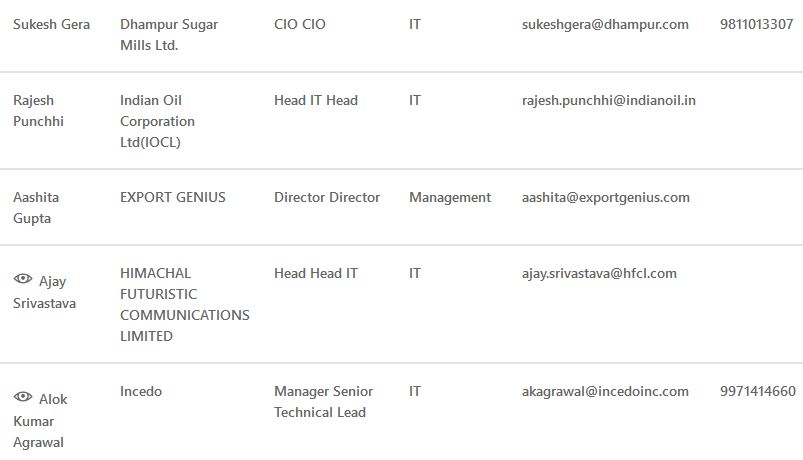 Sukesh Gera Dhampur Sugar CIO CIO IT sukeshgera@dhampur.com 9811013307
Mills Ltd.
Rajesh Indian Oil Head IT Head IT rajesh.punchhi@indianoil.in
Punchhi Corporation
Ltd(IOCL)
Aashita EXPORT GENIUS Director Director Management aashita@exportgenius.com
Gupta
Ajay HIMACHAL Head Head IT IT ajay.srivastava@hfcl.com
Srivastava FUTURISTIC
COMMUNICATIONS
LIMITED
Alok Incedo Manager Senior IT akagrawal@incedoinc.com 9971414660
Kumar Technical Lead
Agrawal